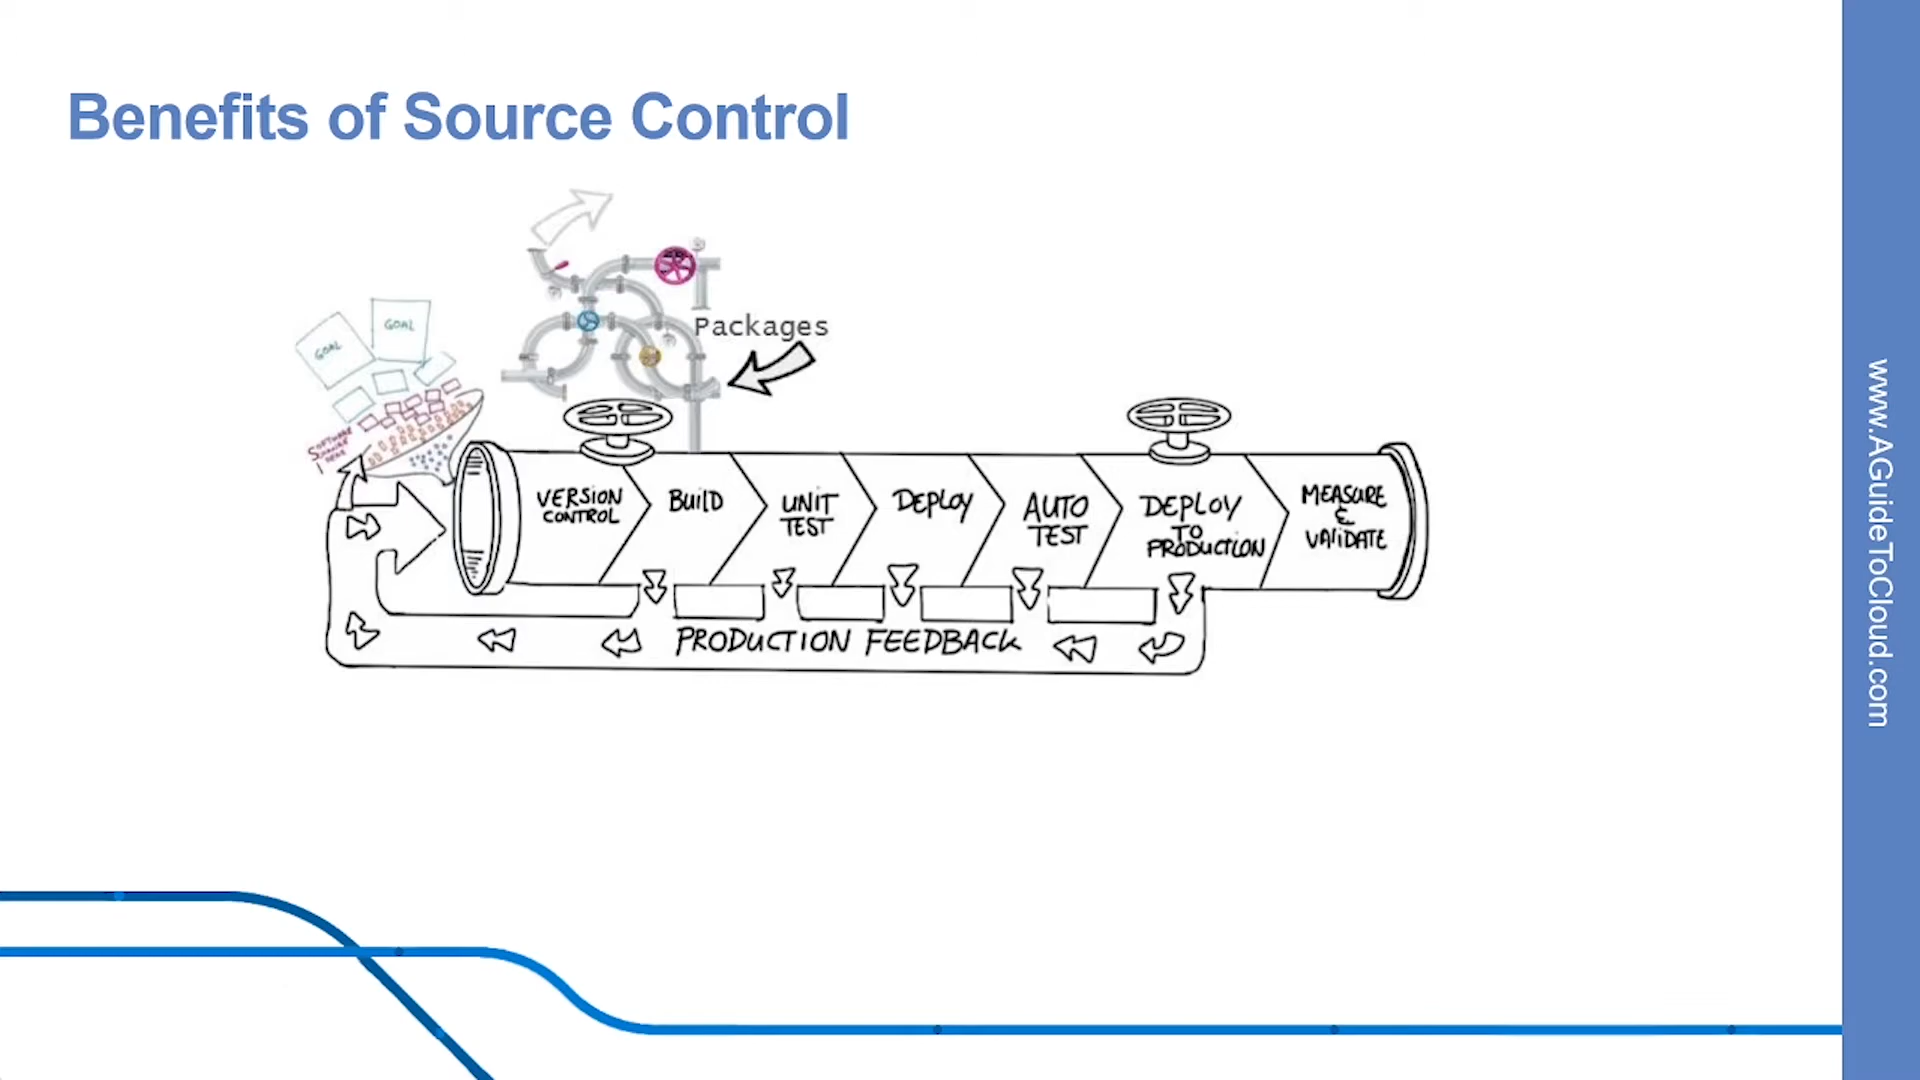 Benefits of Source Control
Packages
GOAL
GOAL
VERSION
CONTROL
BUILD
UNIT
TEST
DEPLOY
AUTO
TEST
DEPLOY
TO
PRODUCTION
MEASURE
&
VALIDATE
PRODUCTION FEEDBACK
www.AGuideToCloud.com